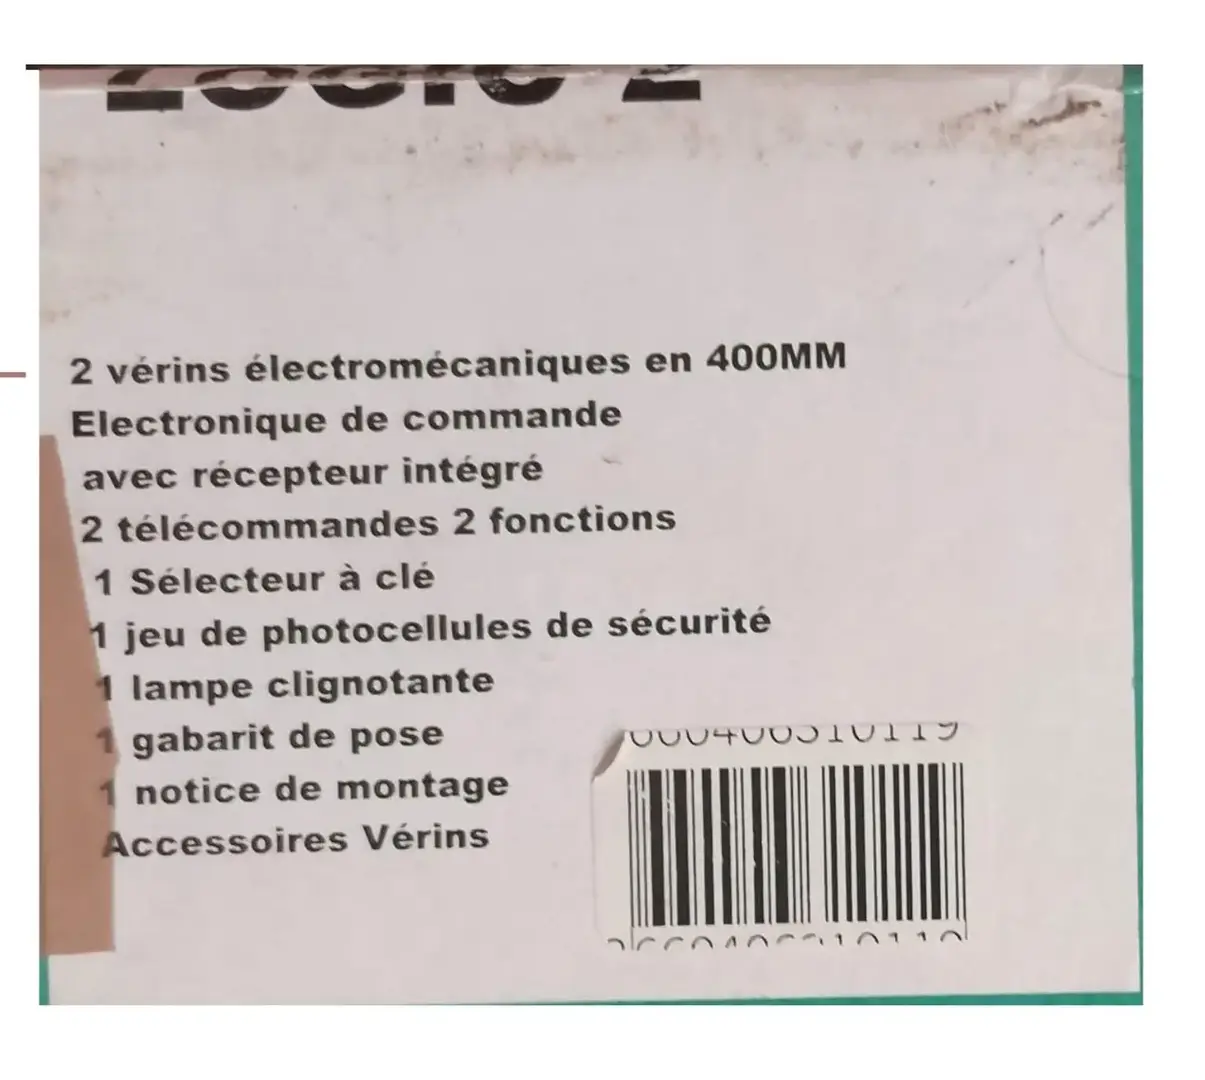 2 vérins électromécaniques en 400MM
Electronique de commande
avec récepteur intégré
2 télécommandes 2 fonctions
1 Sélecteur à clé
1 jeu de photocellules de sécurité
1 lampe clignotante
1 gabarit de pose
1 notice de montage
Accessoires Vérins